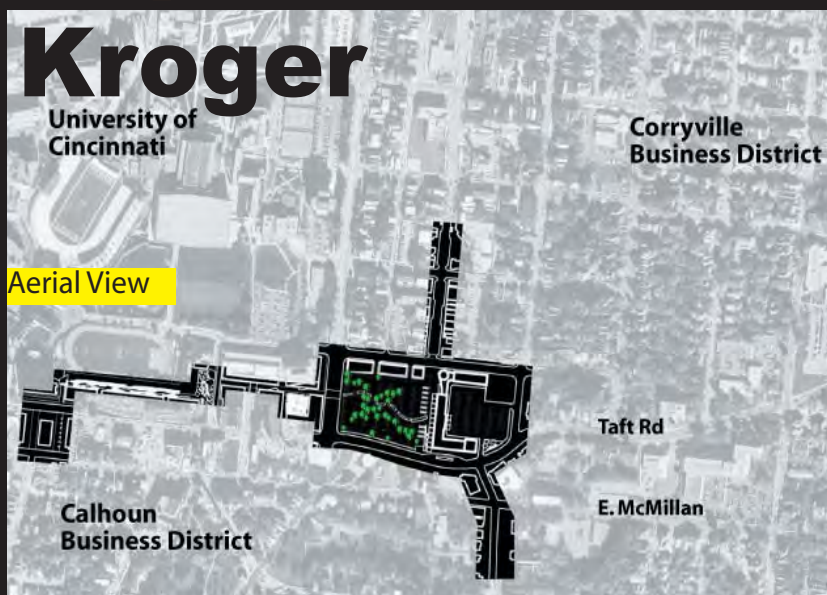 Kroger
University of
Cincinnati
Corryville
Business District
Aerial View
Taft Rd
E. McMillan
Calhoun
Business District